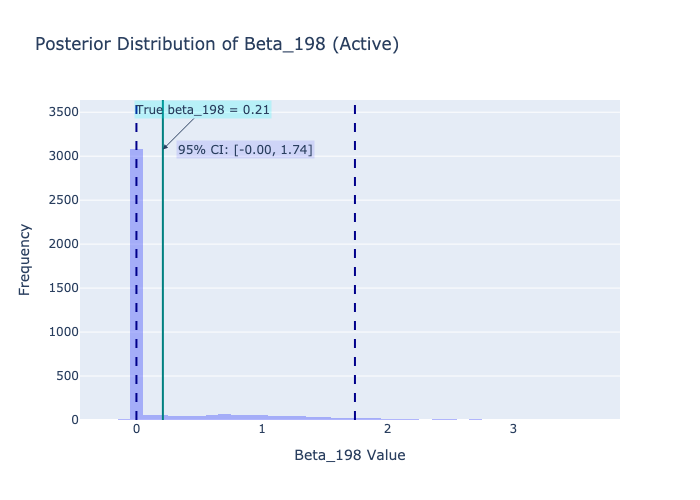 Posterior Distribution of Beta_198 (Active)
3500
True beta_198 = 0.21
95% CI: [-0.00, 1.74]
3000
2500
2000
1500
1000
500
0
Frequency
0
1
2
3
Beta_198 Value